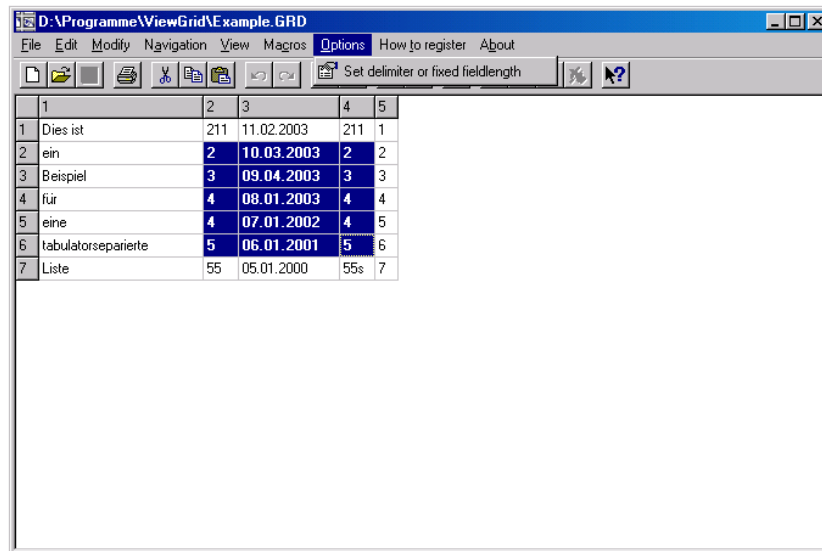 D:\Programme\ViewGrid\Example.GRD
File Edit Modify Navigation View Macros Options How to register About
Set delimiter or fixed fieldlength
1 2 3 4 5
1 Dies ist 211 11.02.2003 211 1
2 ein 2 10.03.2003 2 2
3 Beispiel 3 09.04.2003 3 3
4 für 4 08.01.2003 4 4
5 eine 4 07.01.2002 4 5
6 tabulatorseparierte 5 06.01.2001 5 6
7 Liste 55 05.01.2000 55s 7